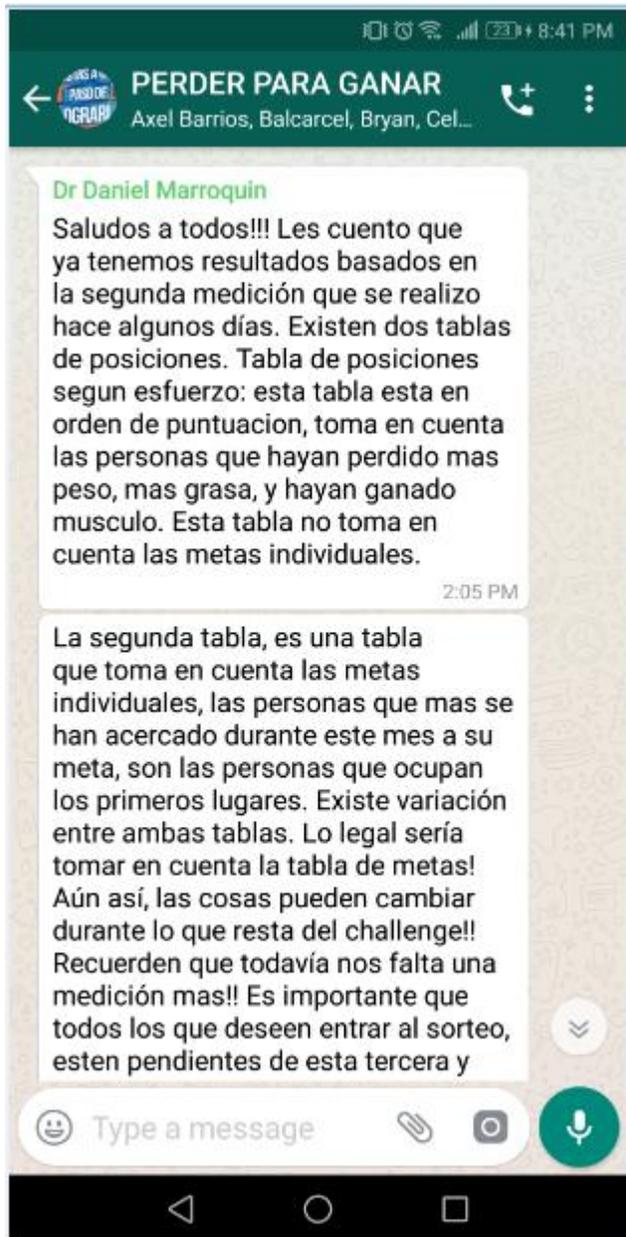 23 8:41 PM
PERDER PARA GANAR
Axel Barrios, Balcarcel, Bryan, Cel...
Dr Daniel Marroquin
Saludos a todos!!! Les cuento que
ya tenemos resultados basados en
la segunda medición que se realizo
hace algunos días. Existen dos tablas
de posiciones. Tabla de posiciones
segun esfuerzo: esta tabla esta en
orden de puntuacion, toma en cuenta
las personas que hayan perdido mas
peso, mas grasa, y hayan ganado
musculo. Esta tabla no toma en
cuenta las metas individuales.
2:05 PM
La segunda tabla, es una tabla
que toma en cuenta las metas
individuales, las personas que mas se
han acercado durante este mes a su
meta, son las personas que ocupan
los primeros lugares. Existe variación
entre ambas tablas. Lo legal sería
tomar en cuenta la tabla de metas!
Aún así, las cosas pueden cambiar
durante lo que resta del challenge!!
Recuerden que todavía nos falta una
medición mas!! Es importante que
todos los que deseen entrar al sorteo,
esten pendientes de esta tercera y
Type a message